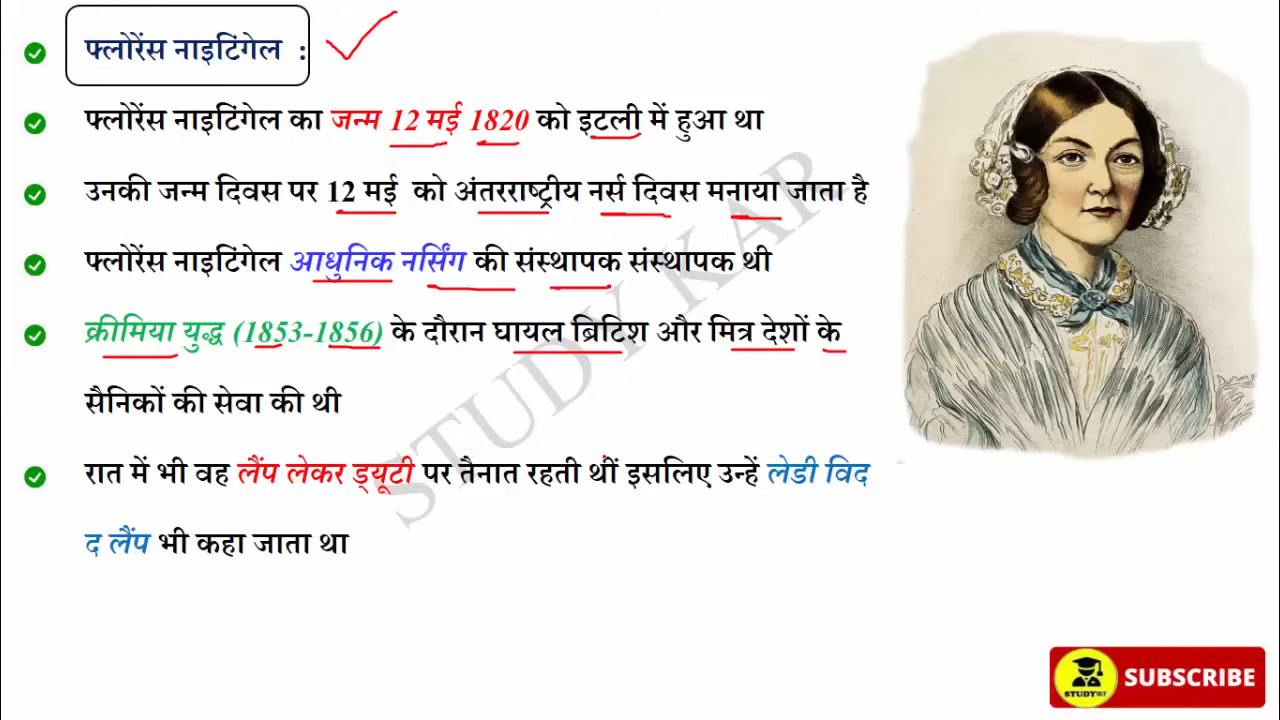 फ्लोरेंस नाइटिंगेल :
फ्लोरेंस नाइटिंगेल का जन्म 12 मई 1820 को इटली में हुआ था
उनकी जन्म दिवस पर 12 मई को अंतरराष्ट्रीय नर्स दिवस मनाया जाता है
फ्लोरेंस नाइटिंगेल आधुनिक नर्सिंग की संस्थापक संस्थापक थी
क्रीमिया युद्ध (1853-1856) के दौरान घायल ब्रिटिश और मित्र देशों के
सैनिकों की सेवा की थी
रात में भी वह लैंप लेकर ड्यूटी पर तैनात रहती थीं इसलिए उन्हें लेडी विद
द लैंप भी कहा जाता था
STUDY KAP
SUBSCRIBE